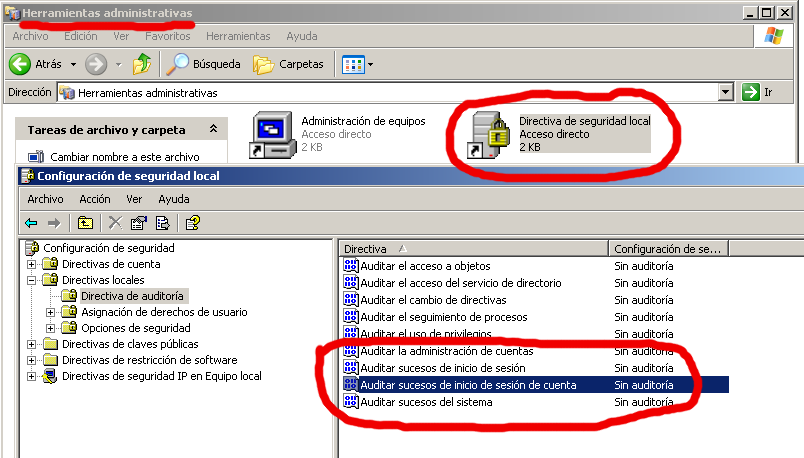 Herramientas administrativas
Archivo Edición Ver Favoritos Herramientas Ayuda
Atrás Búsqueda Carpetas
Dirección Herramientas administrativas Ir
Tareas de archivo y carpeta
Cambiar nombre a este archivo
Administración de equipos
Acceso directo
2 KB
Directiva de seguridad local
Acceso directo
2 KB
Configuración de seguridad local
Archivo Acción Ver Ayuda
Configuración de seguridad
Directivas de cuenta
Directivas locales
Directiva de auditoría
Asignación de derechos de usuario
Opciones de seguridad
Directivas de claves públicas
Directivas de restricción de software
Directivas de seguridad IP en Equipo local
Directiva Configuración de se...
Auditar el acceso a objetos Sin auditoría
Auditar el acceso del servicio de directorio Sin auditoría
Auditar el cambio de directivas Sin auditoría
Auditar el seguimiento de procesos Sin auditoría
Auditar el uso de privilegios Sin auditoría
Auditar la administración de cuentas Sin auditoría
Auditar sucesos de inicio de sesión Sin auditoría
Auditar sucesos de inicio de sesión de cuenta Sin auditoría
Auditar sucesos del sistema Sin auditoría